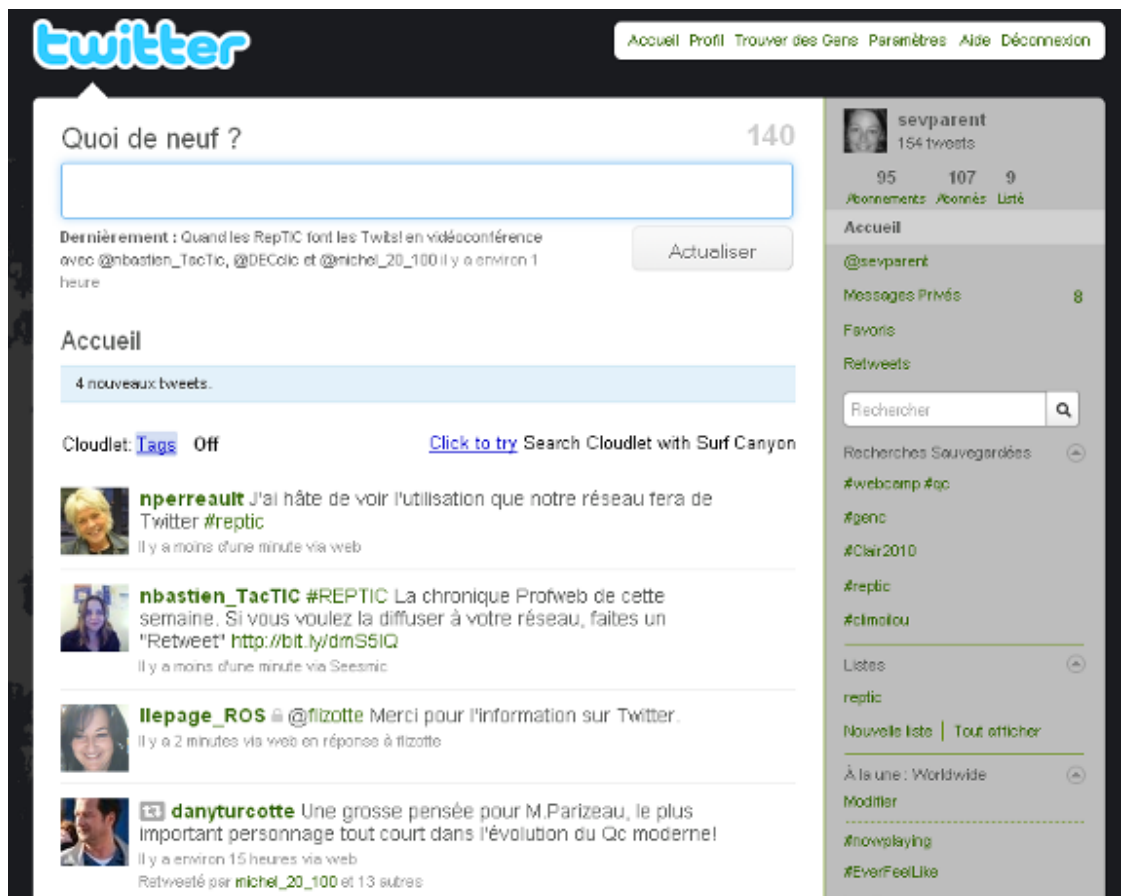 twitter
Accueil Profil Trouver des Gens Paramètres Aide Déconnexion
Quoi de neuf ?
140
Dernièrement : Quand les RepTIC font les Twits! en vidéoconférence
avec @nbastien_TacTic, @DECclic et @michel_20_100 il y a environ 1
heure
Actualiser
Accueil
4 nouveaux tweets.
Cloudlet: Tags Off
Click to try Search Cloudlet with Surf Canyon
nperreault J'ai hâte de voir l'utilisation que notre réseau fera de
Twitter #reptic
Il y a moins d'une minute via web
nbastien_TacTIC #REPTIC La chronique Profweb de cette
semaine. Si vous voulez la diffuser à votre réseau, faites un
"Retweet" http://bit.ly/dmS5IQ
Il y a moins d'une minute via Seesmic
llepage_ROS @flizotte Merci pour l'information sur Twitter.
Il y a 2 minutes via web en réponse à flizotte
danyturcotte Une grosse pensée pour M.Parizeau, le plus
important personnage tout court dans l'évolution du Qc moderne!
Il y a environ 15 heures via web
Retweeté par michel_20_100 et 13 autres
sevparent
154 tweets
95 107 9
Abonnements Abonnés Listé
Accueil
@sevparent
Messages Privés 8
Favoris
Retweets
Rechercher
Recherches Sauvegardées
#webcamp #qc
#genc
#Clair2010
#reptic
#climoilou
Listes
reptic
Nouvelle liste | Tout afficher
À la une : Worldwide
Modifier
#nowplaying
#EverFeelLike